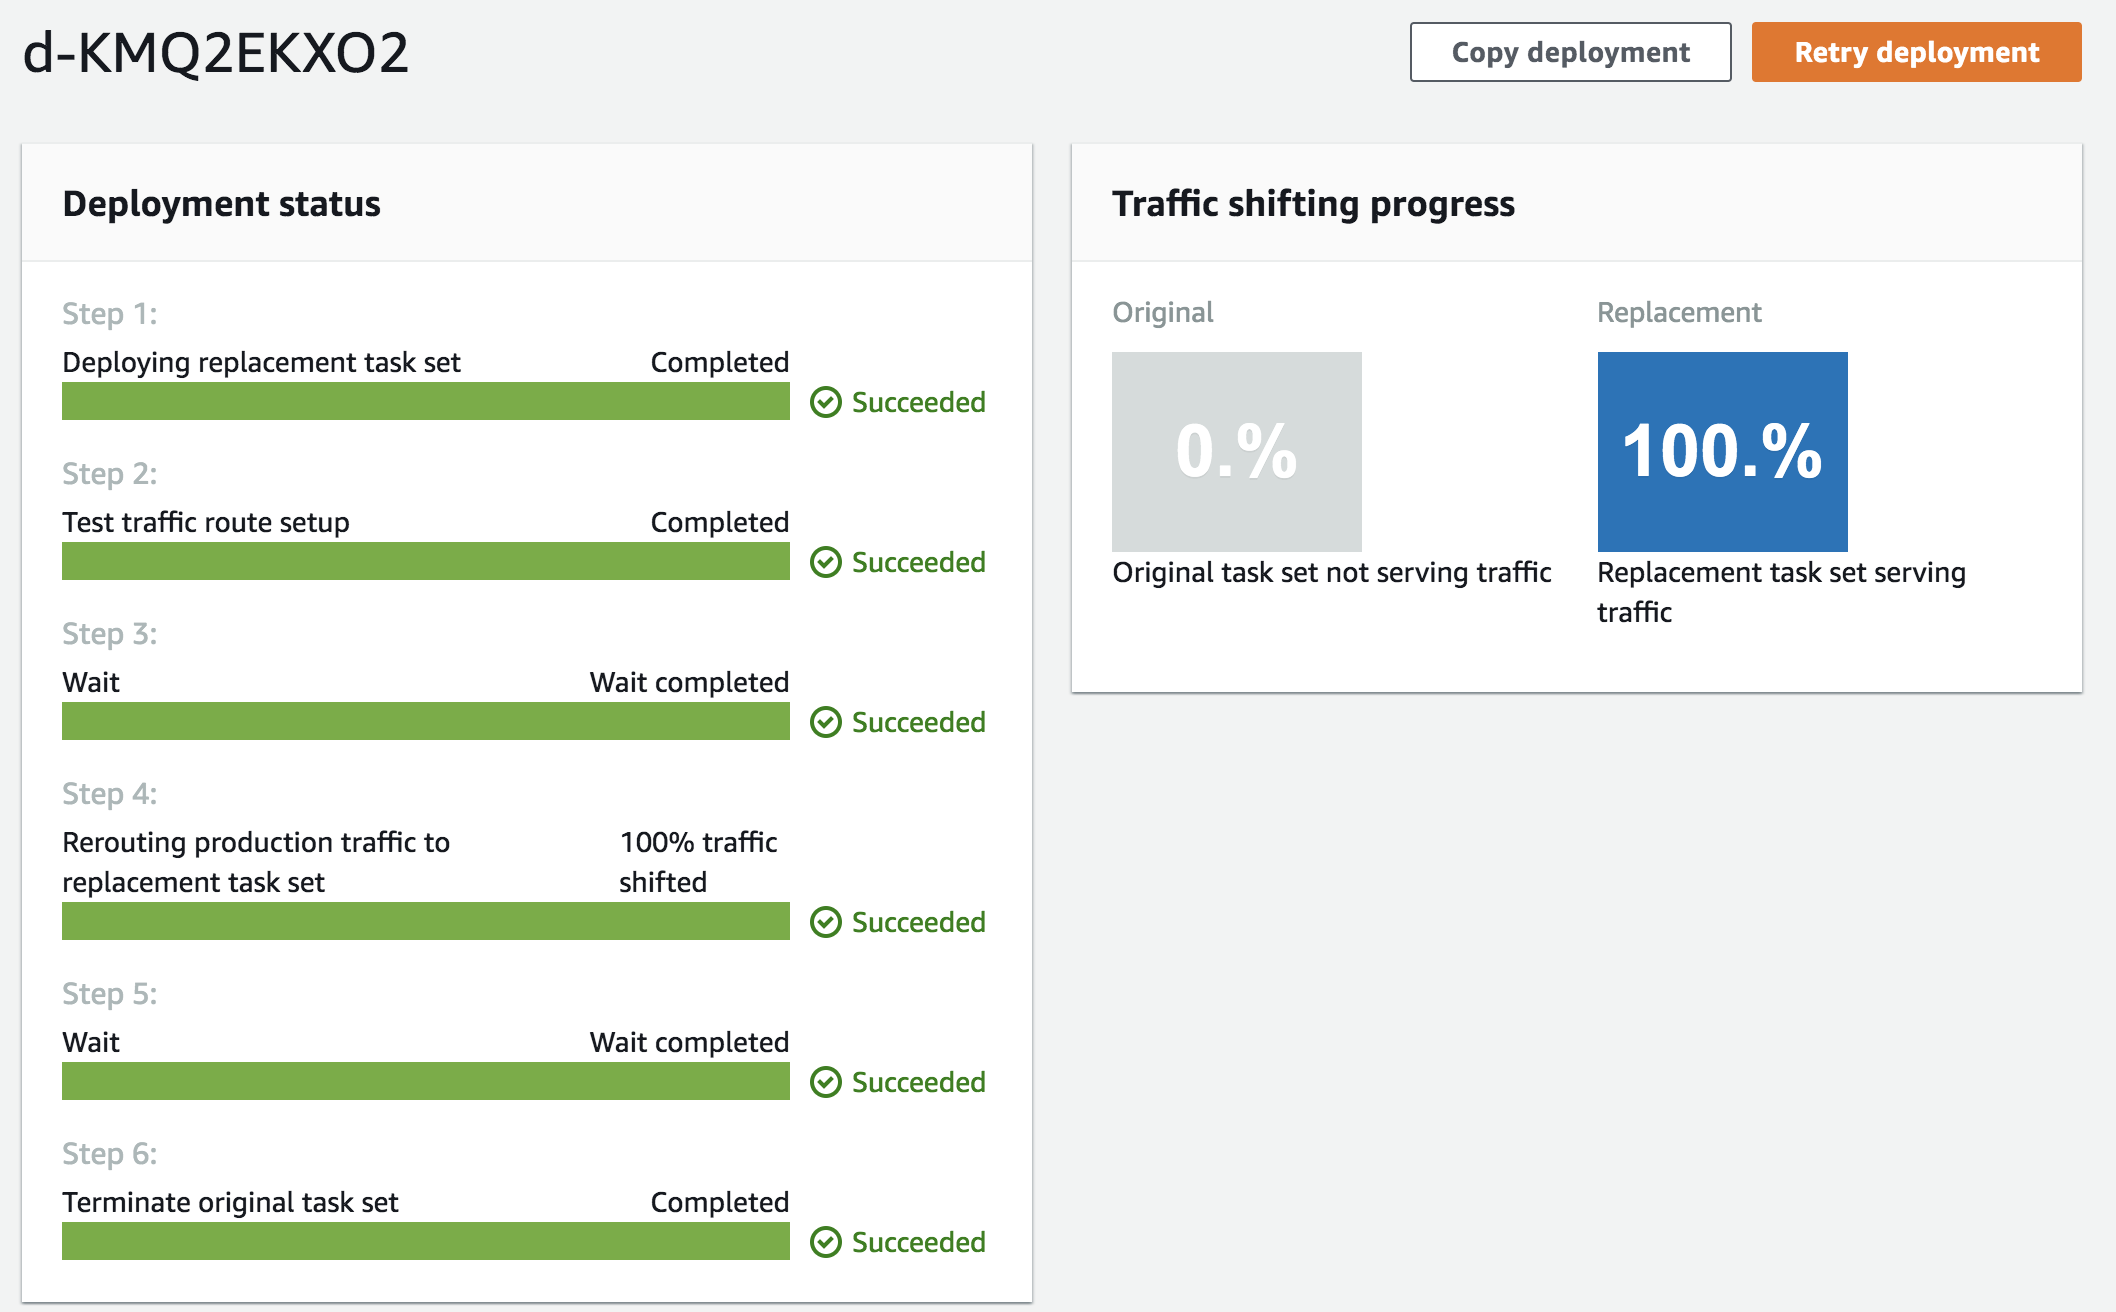 d-KMQ2EKXO2
Copy deployment
Retry deployment
Deployment status
Step 1:
Deploying replacement task set Completed
Succeeded
Step 2:
Test traffic route setup Completed
Succeeded
Step 3:
Wait Wait completed
Succeeded
Step 4:
Rerouting production traffic to 100% traffic
replacement task set shifted
Succeeded
Step 5:
Wait Wait completed
Succeeded
Step 6:
Terminate original task set Completed
Succeeded
Traffic shifting progress
Original
0.%
Original task set not serving traffic
Replacement
100.%
Replacement task set serving
traffic